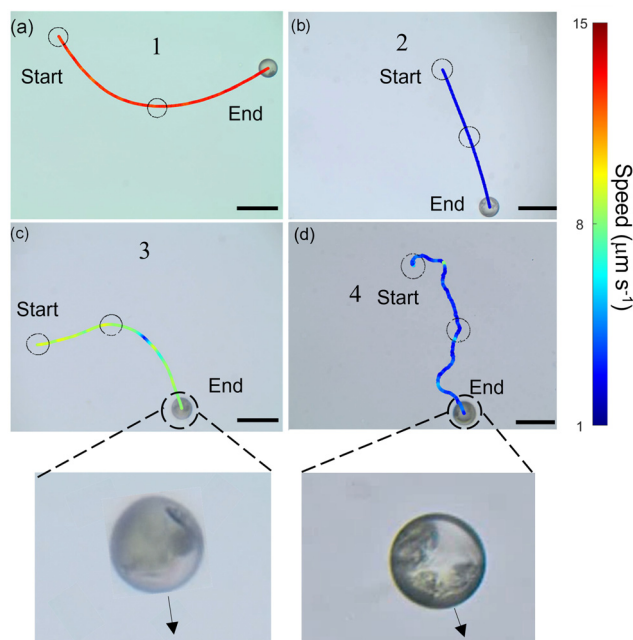 (a)
1
Start
End
(b)
2
Start
End
(c)
3
Start
End
(d)
4
Start
End
15
8
1
Speed (μm s⁻¹)